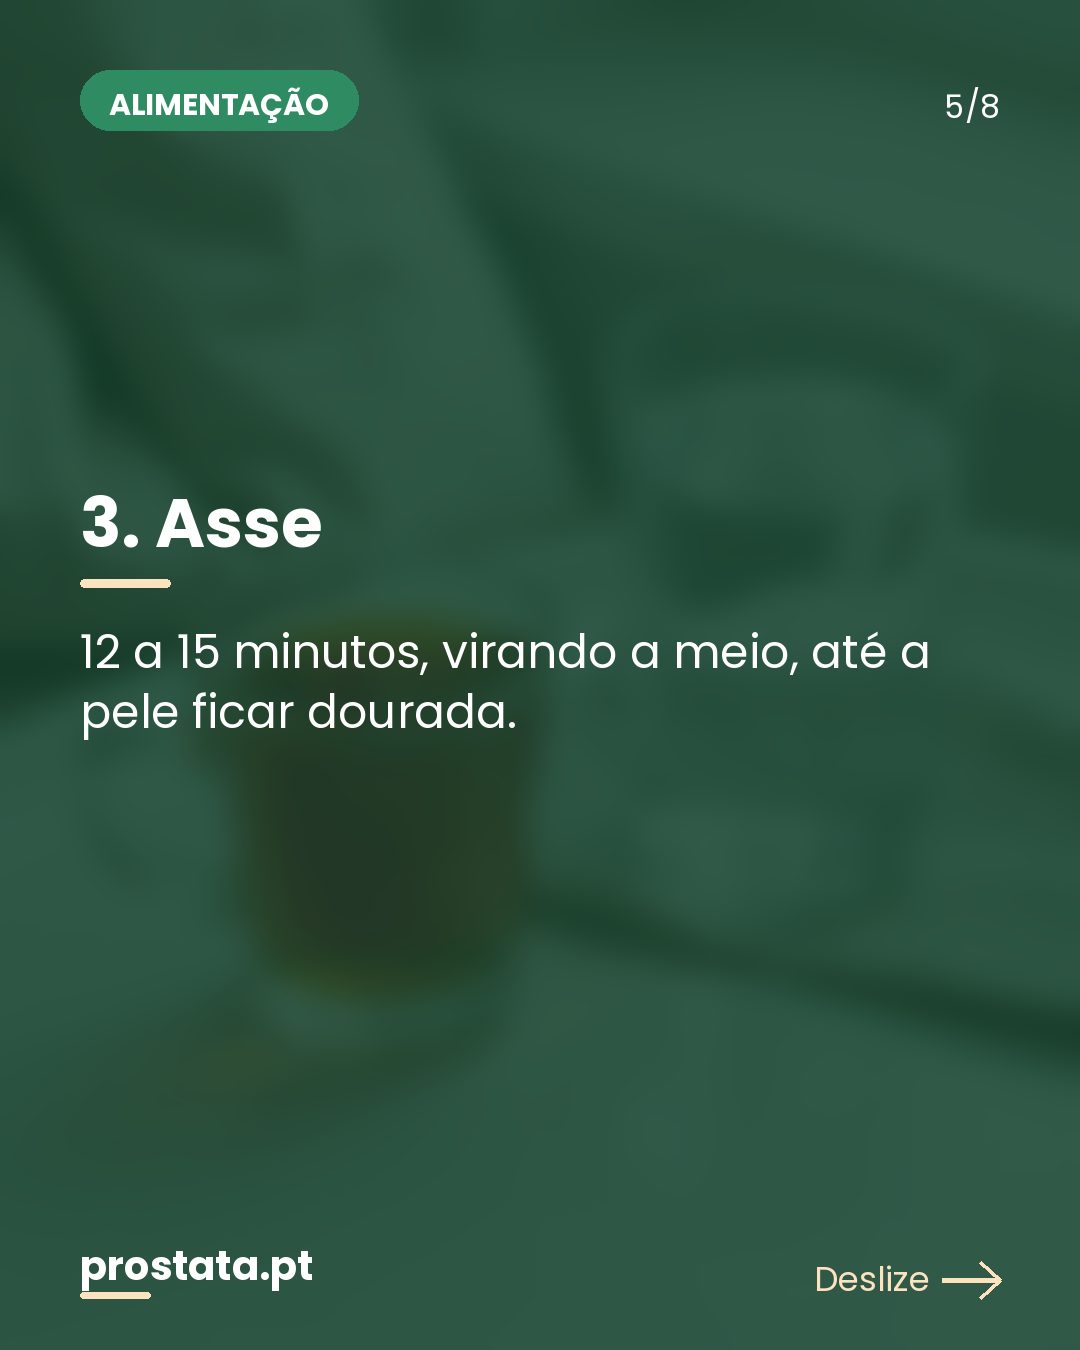 ALIMENTAÇÃO
5/8
3. Asse
12 a 15 minutos, virando a meio, até a
pele ficar dourada.
prostata.pt
Deslize